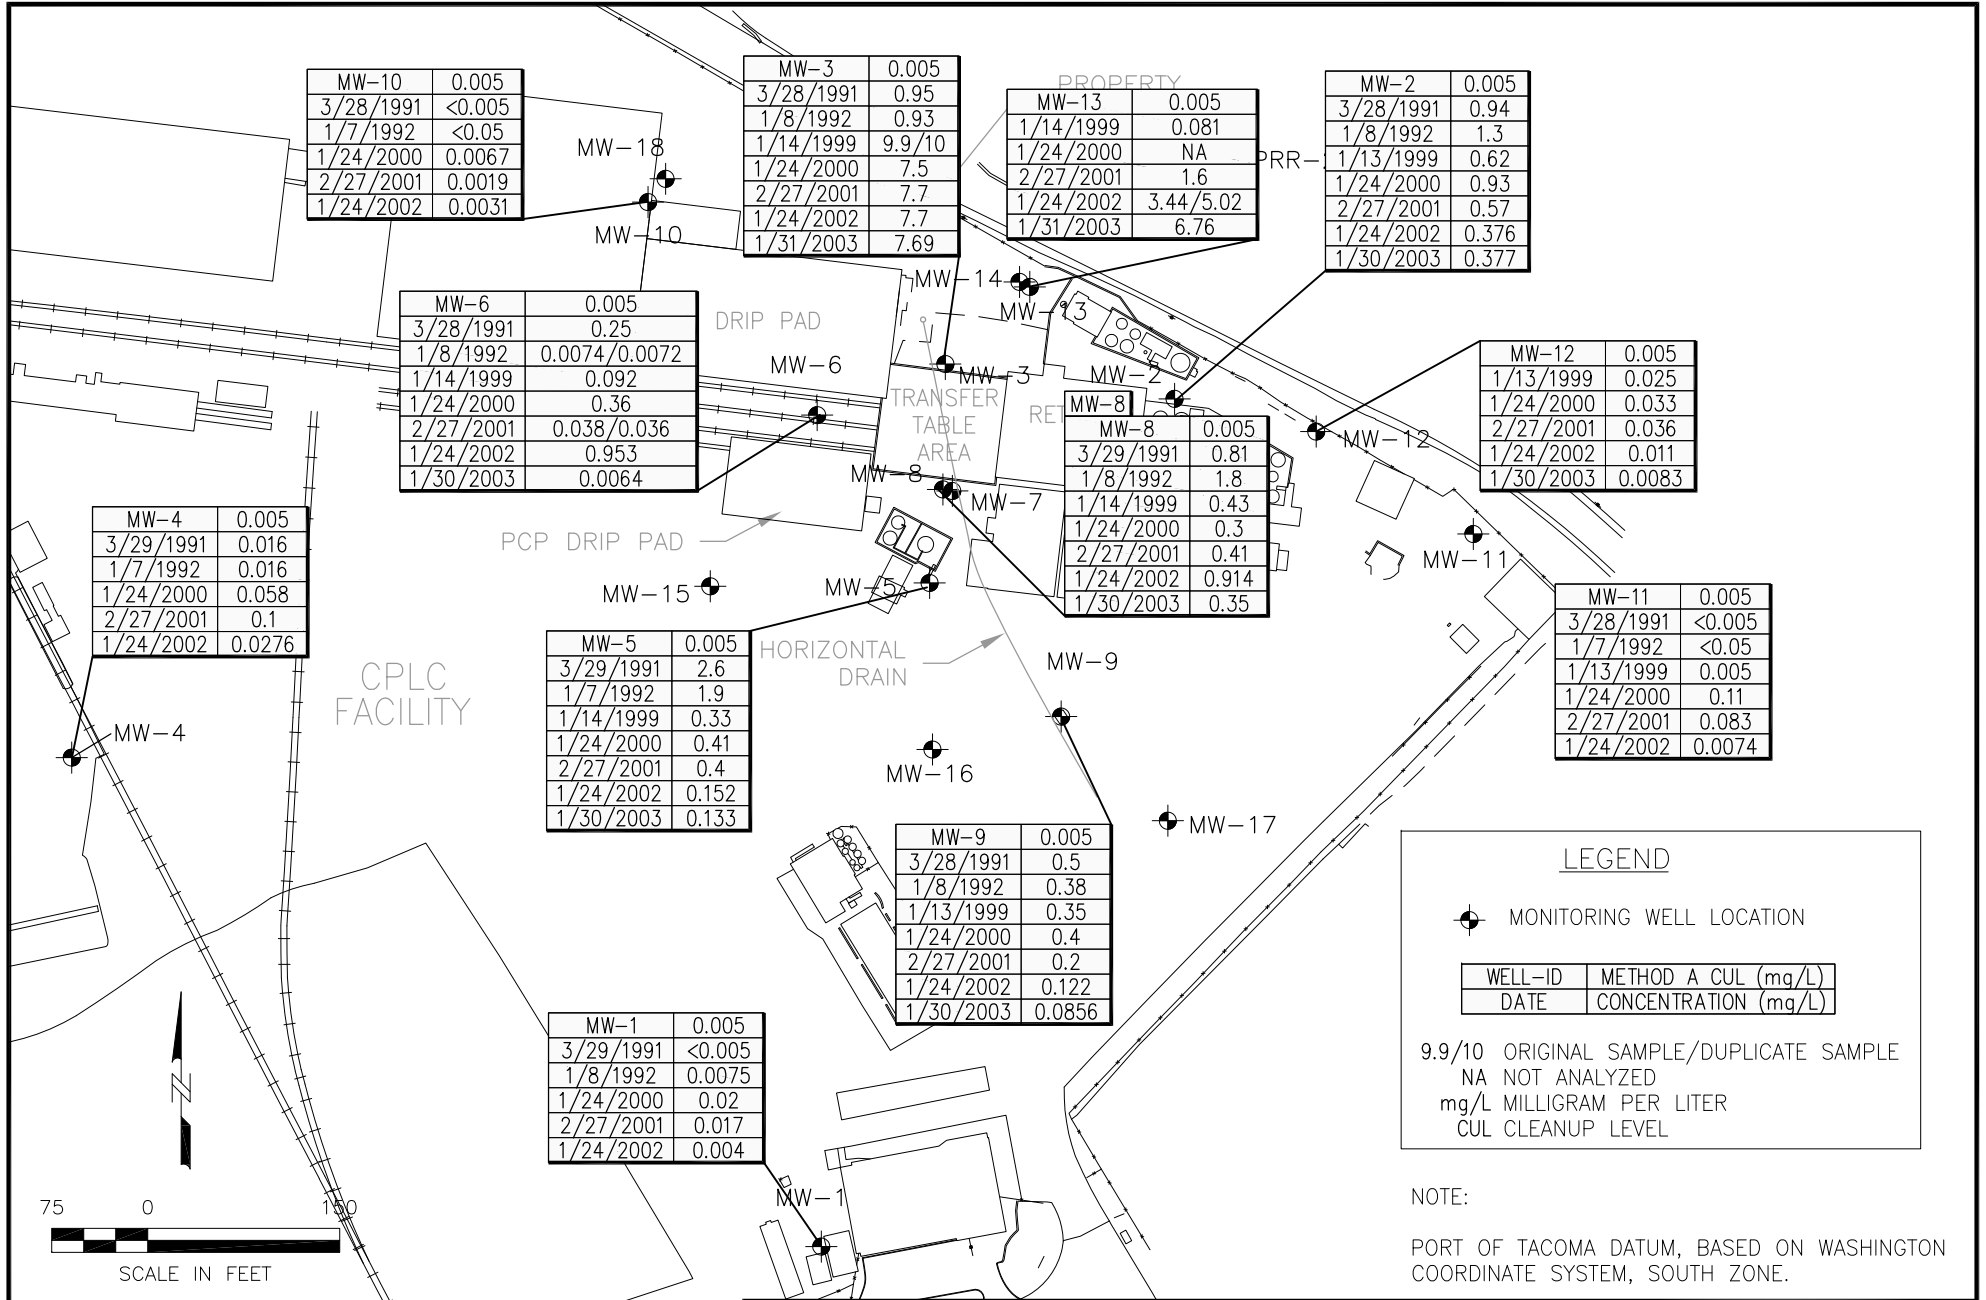 MW-10 0.005
3/28/1991 <0.005
1/7/1992 <0.05
1/24/2000 0.0067
2/27/2001 0.0019
1/24/2002 0.0031
MW-18
MW-10
MW-3 0.005
3/28/1991 0.95
1/8/1992 0.93
1/14/1999 9.9/10
1/24/2000 7.5
2/27/2001 7.7
1/24/2002 7.7
1/31/2003 7.69
PROPERTY
MW-13 0.005
1/14/1999 0.081
1/24/2000 NA
2/27/2001 1.6
1/24/2002 3.44/5.02
1/31/2003 6.76
PRR-
MW-2 0.005
3/28/1991 0.94
1/8/1992 1.3
1/13/1999 0.62
1/24/2000 0.93
2/27/2001 0.57
1/24/2002 0.376
1/30/2003 0.377
MW-14
MW-13
MW-6 0.005
3/28/1991 0.25
1/8/1992 0.0074/0.0072
1/14/1999 0.092
1/24/2000 0.36
2/27/2001 0.038/0.036
1/24/2002 0.953
1/30/2003 0.0064
DRIP PAD
MW-6
MW-3
MW-2
TRANSFER
TABLE
AREA
RET
MW-12 0.005
1/13/1999 0.025
1/24/2000 0.033
2/27/2001 0.036
1/24/2002 0.011
1/30/2003 0.0083
MW-12
MW-8
MW-8 0.005
3/29/1991 0.81
1/8/1992 1.8
1/14/1999 0.43
1/24/2000 0.3
2/27/2001 0.41
1/24/2002 0.914
1/30/2003 0.35
MW-8
MW-7
MW-4 0.005
3/29/1991 0.016
1/7/1992 0.016
1/24/2000 0.058
2/27/2001 0.1
1/24/2002 0.0276
PCP DRIP PAD
MW-15
MW-5
MW-11
MW-11 0.005
3/28/1991 <0.005
1/7/1992 <0.05
1/13/1999 0.005
1/24/2000 0.11
2/27/2001 0.083
1/24/2002 0.0074
MW-5 0.005
3/29/1991 2.6
1/7/1992 1.9
1/14/1999 0.33
1/24/2000 0.41
2/27/2001 0.4
1/24/2002 0.152
1/30/2003 0.133
HORIZONTAL
DRAIN
MW-9
CPLC
FACILITY
MW-4
MW-16
MW-17
MW-9 0.005
3/28/1991 0.5
1/8/1992 0.38
1/13/1999 0.35
1/24/2000 0.4
2/27/2001 0.2
1/24/2002 0.122
1/30/2003 0.0856
MW-1 0.005
3/29/1991 <0.005
1/8/1992 0.0075
1/24/2000 0.02
2/27/2001 0.017
1/24/2002 0.004
MW-1
LEGEND
MONITORING WELL LOCATION
WELL-ID METHOD A CUL (mg/L)
DATE CONCENTRATION (mg/L)
9.9/10 ORIGINAL SAMPLE/DUPLICATE SAMPLE
NA NOT ANALYZED
mg/L MILLIGRAM PER LITER
CUL CLEANUP LEVEL
NOTE:
PORT OF TACOMA DATUM, BASED ON WASHINGTON
COORDINATE SYSTEM, SOUTH ZONE.
N
75 0 150
SCALE IN FEET